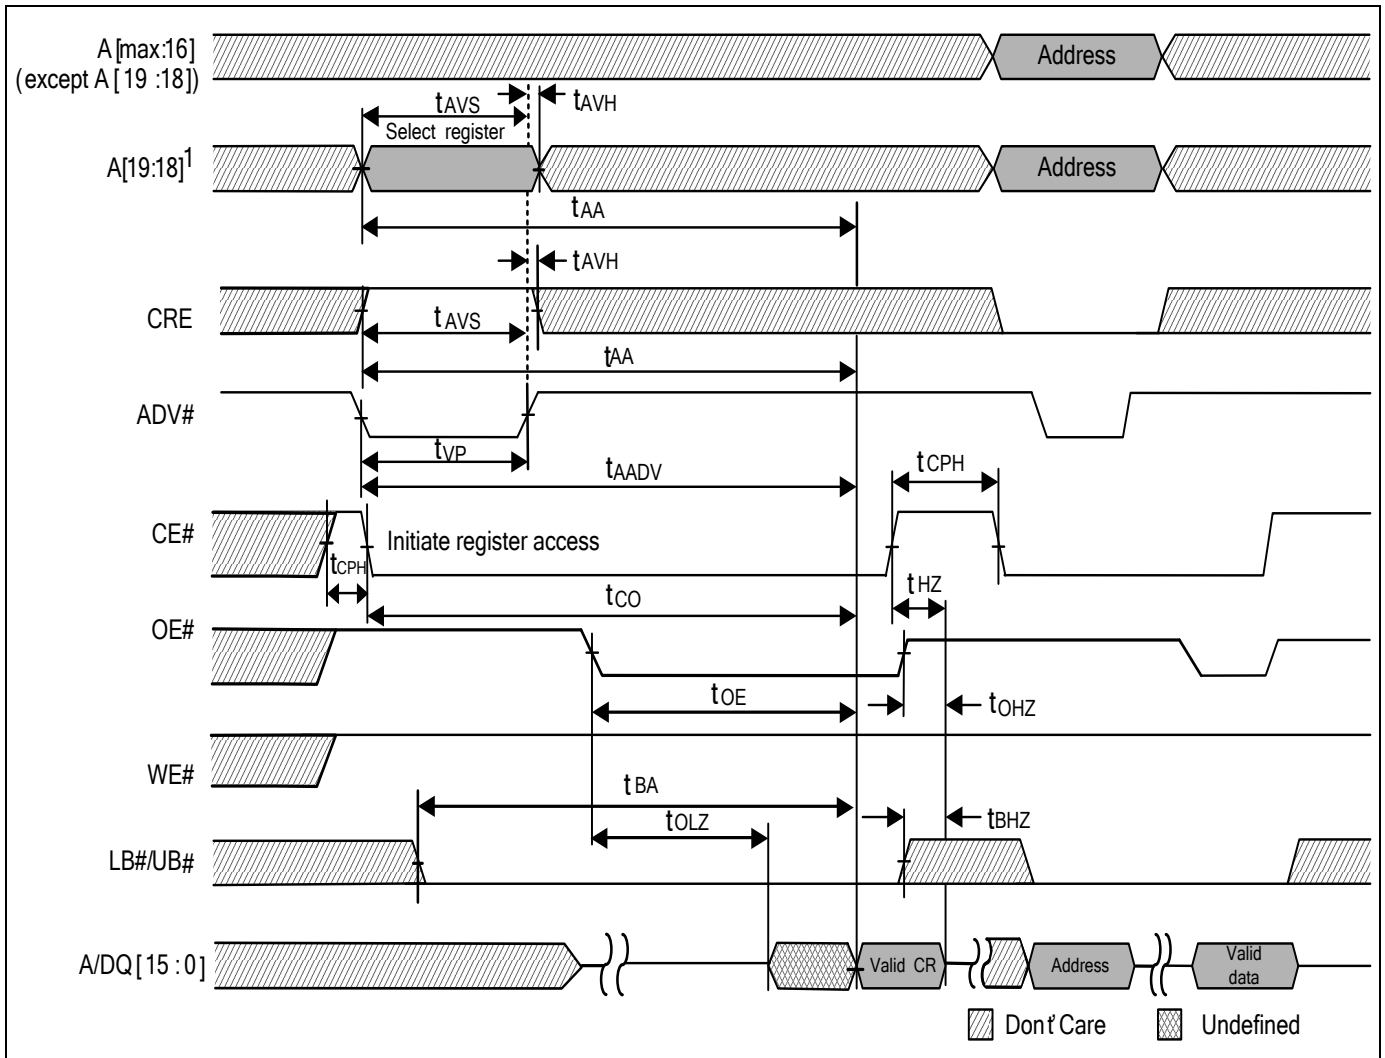 A[max:16]
(except A[19:18])
Address
tAVS
tAVH
Select register
A[19:18]1
Address
tAA
tAVH
CRE
tAVS
tAA
ADV#
tVP
tAADV
tCPH
CE#
Initiate register access
tCPH
tHZ
tCO
OE#
tOE
tOHZ
WE#
tBA
tOLZ
tBHZ
LB#/UB#
A/DQ[15:0]
Valid CR
Address
Valid
data
Don't Care
Undefined